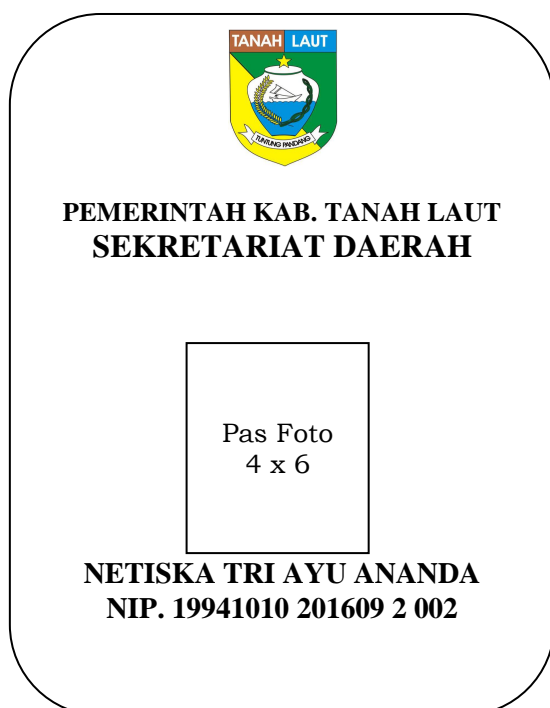 TANAH LAUT
TUNTUNG PANDANG
PEMERINTAH KAB. TANAH LAUT
SEKRETARIAT DAERAH
Pas Foto
4 x 6
NETISKA TRI AYU ANANDA
NIP. 19941010 201609 2 002